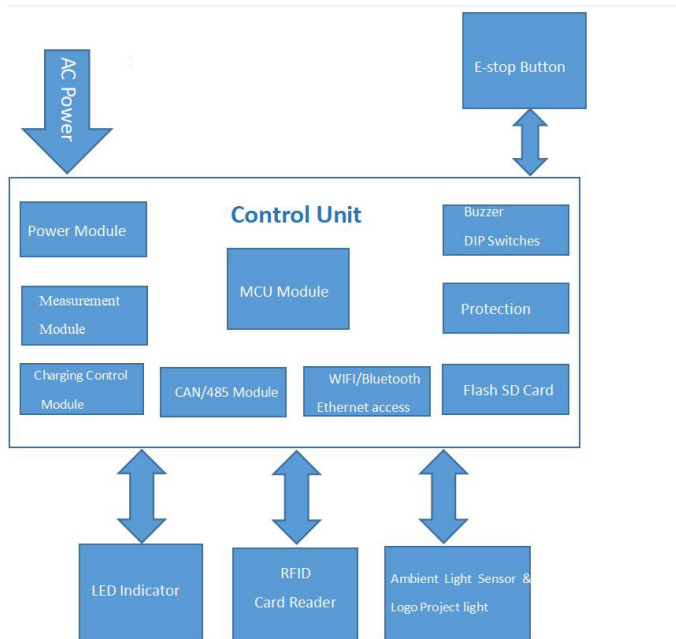 AC Power
E-stop Button
Control Unit
Power Module
Buzzer
DIP Switches
MCU Module
Measurement
Module
Protection
Charging Control
Module
CAN/485 Module
WIFI/Bluetooth
Ethernet access
Flash SD Card
LED Indicator
RFID
Card Reader
Ambient Light Sensor &
Logo Project light